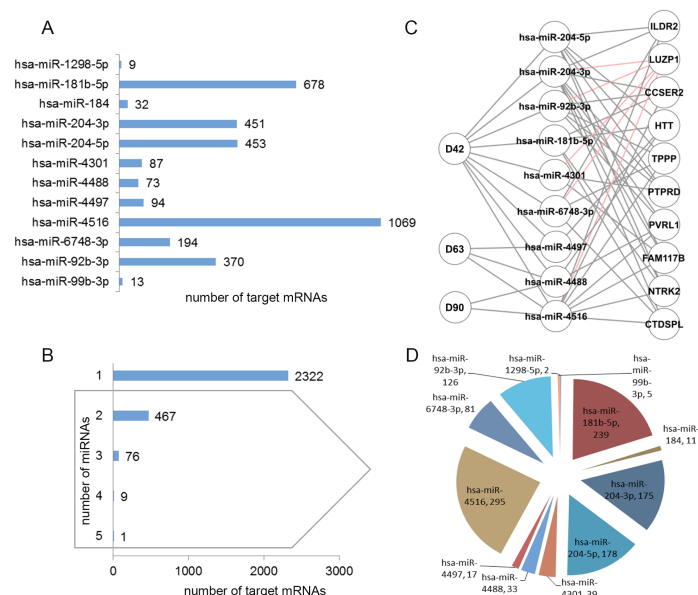 A
hsa-miR-1298-5p 9
hsa-miR-181b-5p 678
hsa-miR-184 32
hsa-miR-204-3p 451
hsa-miR-204-5p 453
hsa-miR-4301 87
hsa-miR-4488 73
hsa-miR-4497 94
hsa-miR-4516 1069
hsa-miR-6748-3p 194
hsa-miR-92b-3p 370
hsa-miR-99b-3p 13
number of target mRNAs
B
number of miRNAs
1 2322
2 467
3 76
4 9
5 1
0 1000 2000 3000
number of target mRNAs
C
D42
D63
D90
hsa-miR-204-5p
hsa-miR-204-3p
hsa-miR-92b-3p
hsa-miR-181b-5p
hsa-miR-4301
hsa-miR-6748-3p
hsa-miR-4497
hsa-miR-4488
hsa-miR-4516
ILDR2
LUZP1
CCSER2
HTT
TPPP
PTPRD
PVRL1
FAM117B
NTRK2
CTDSPL
D
hsa-miR-
92b-3p,
126
hsa-miR-
1298-5p, 2
hsa-
miR-
99b-
3p, 5
hsa-miR-
6748-3p, 81
hsa-miR-
181b-5p,
239
hsa-miR-
184, 11
hsa-miR-
4516, 295
hsa-miR-
204-3p, 175
hsa-miR-
204-5p, 178
hsa-miR-
4497, 17
hsa-miR-
4488, 33
hsa-miR-
4301, 39